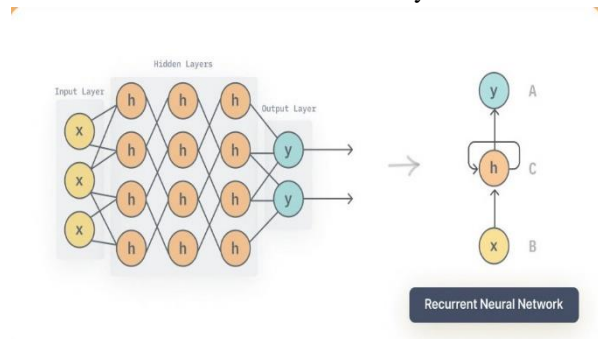 Hidden Layers
Input Layer
Output Layer
x
x
x
h h h
h h h
h h h
h h h
y
y
y A
h C
x B
Recurrent Neural Network